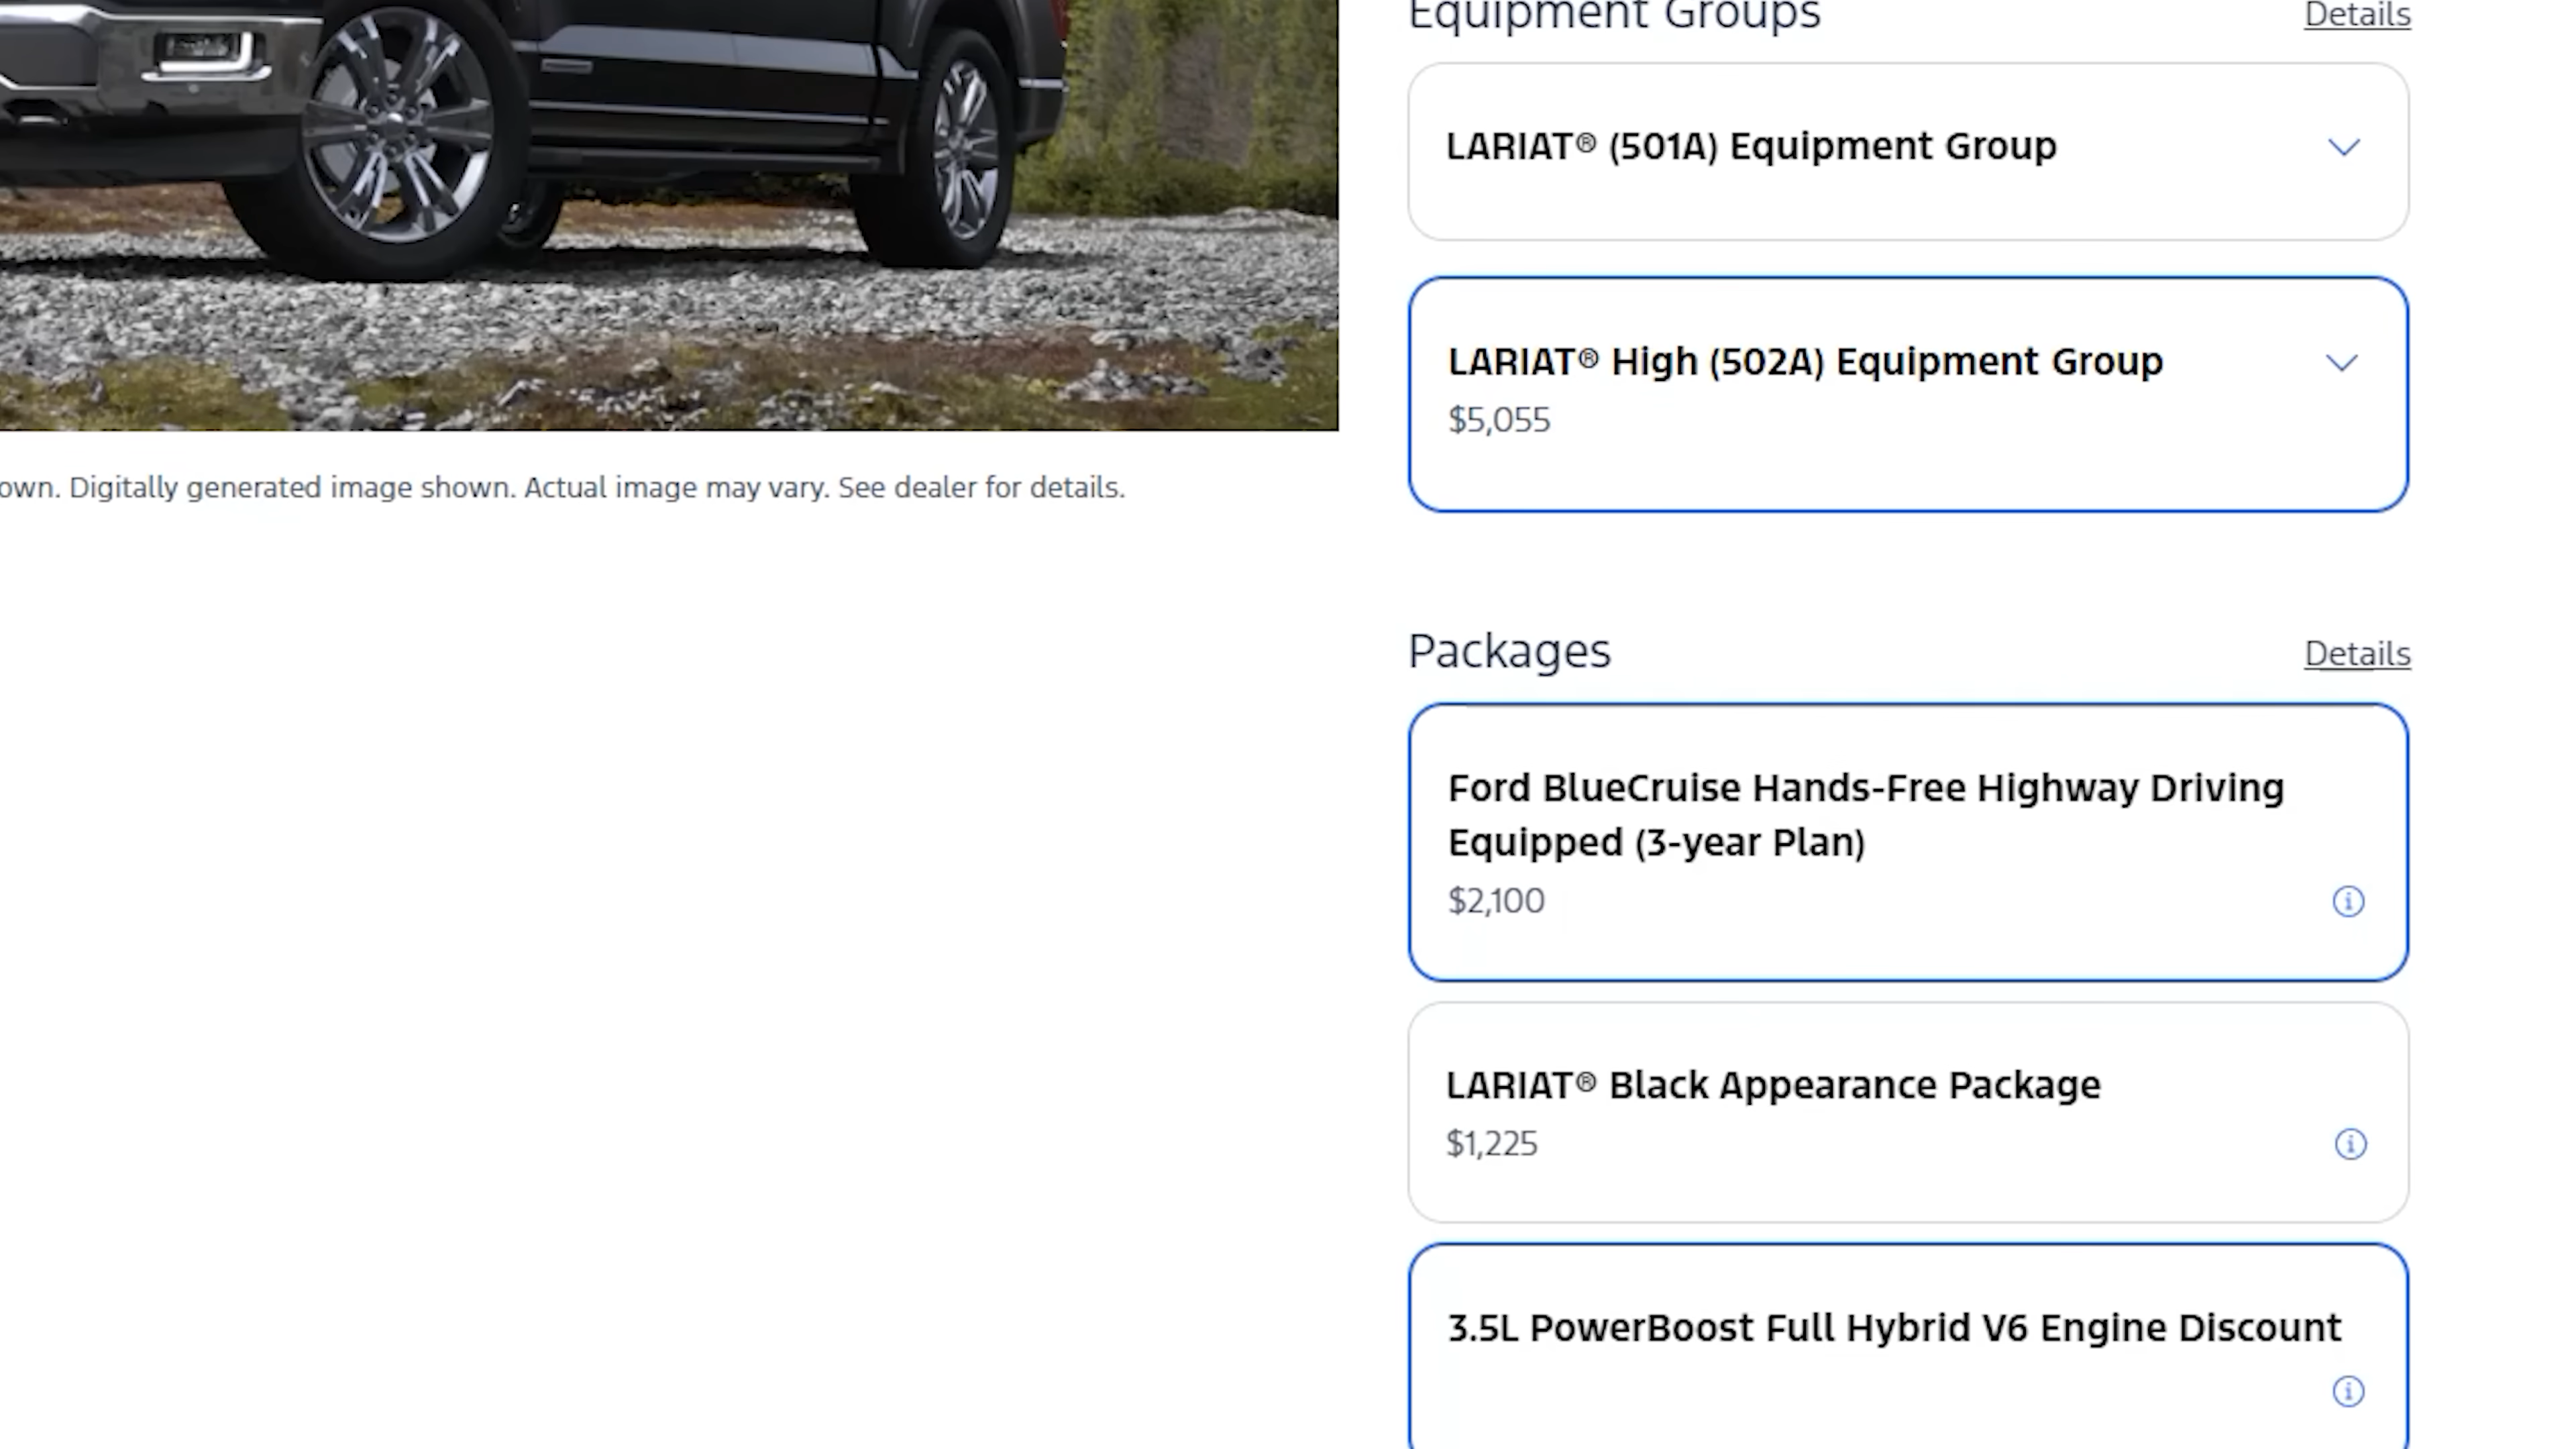 Equipment Groups
Details
LARIAT® (501A) Equipment Group
LARIAT® High (502A) Equipment Group
$5,055
own. Digitally generated image shown. Actual image may vary. See dealer for details.
Packages
Details
Ford BlueCruise Hands-Free Highway Driving
Equipped (3-year Plan)
$2,100
LARIAT® Black Appearance Package
$1,225
3.5L PowerBoost Full Hybrid V6 Engine Discount